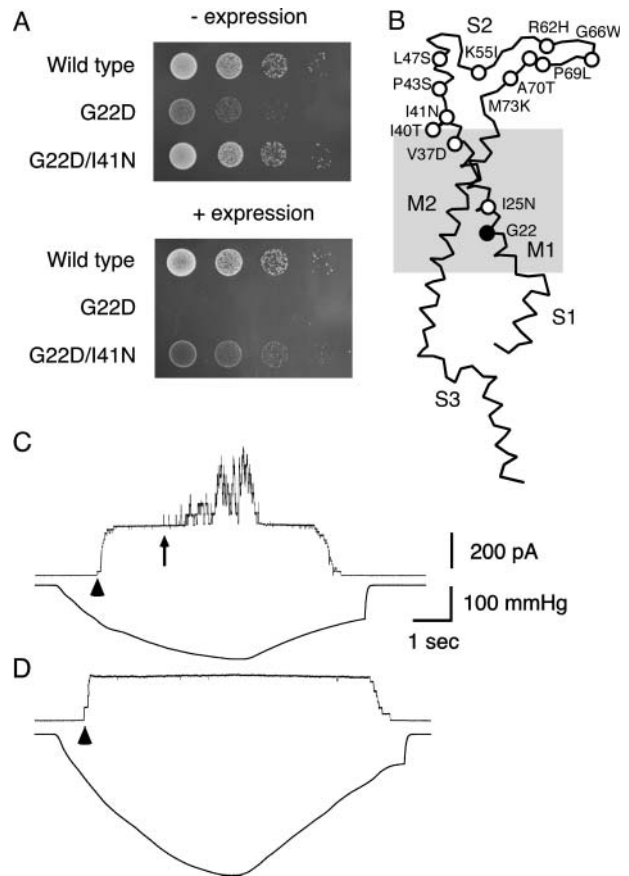 A
- expression
Wild type
G22D
G22D/I41N
+ expression
Wild type
G22D
G22D/I41N
B
S2
R62H
G66W
L47S
K55I
P43S
P69L
A70T
I41N
M73K
I40T
V37D
I25N
M2
G22
M1
S1
S3
C
200 pA
100 mmHg
1 sec
D